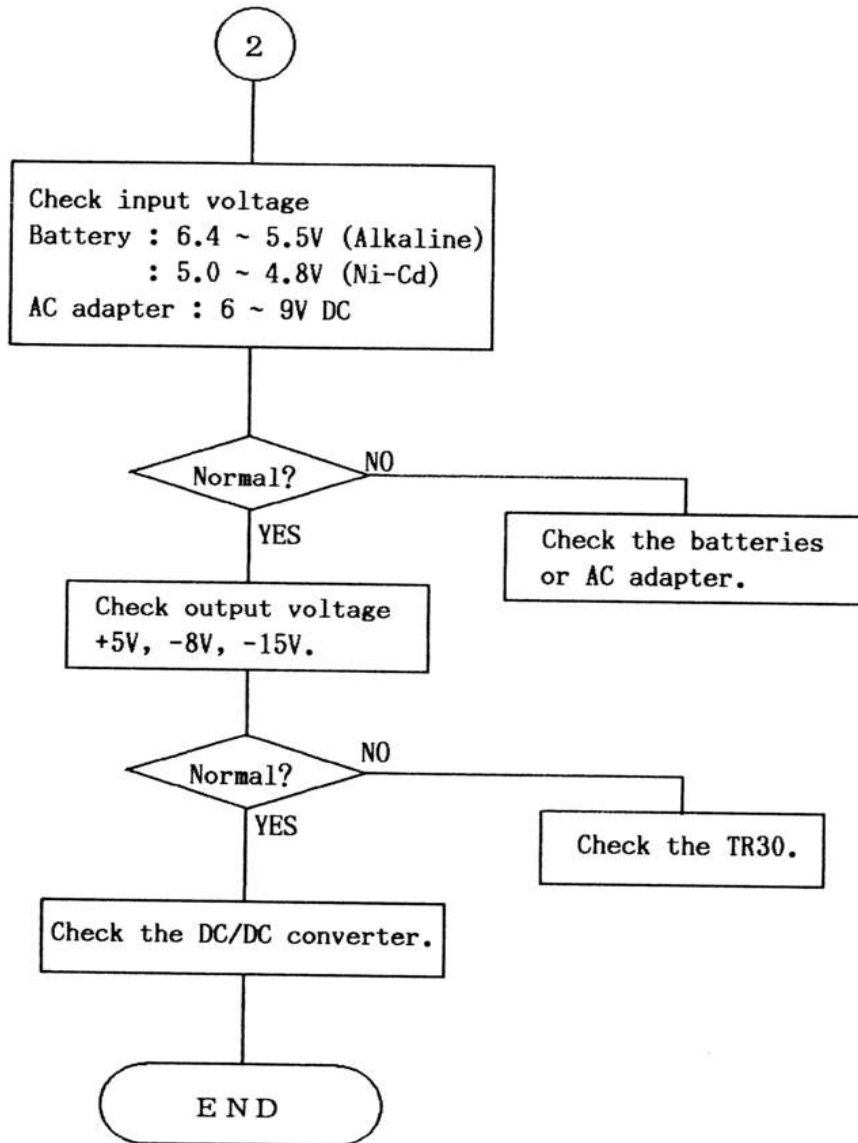 2
Check input voltage
Battery : 6.4 ~ 5.5V (Alkaline)
: 5.0 ~ 4.8V (Ni-Cd)
AC adapter : 6 ~ 9V DC
Normal?
NO
YES
Check the batteries
or AC adapter.
Check output voltage
+5V, -8V, -15V.
Normal?
NO
YES
Check the TR30.
Check the DC/DC converter.
END